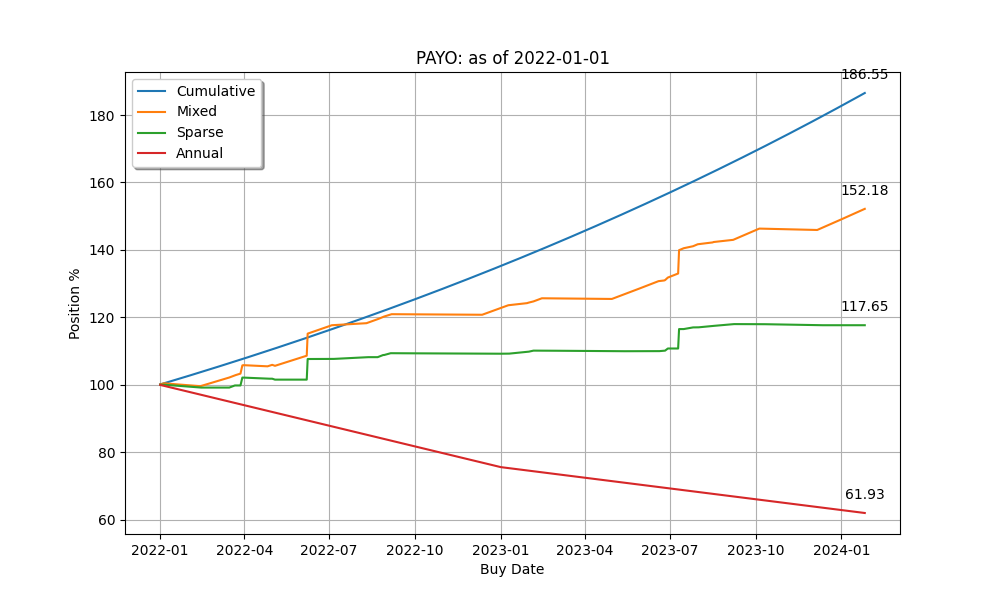 PAYO: as of 2022-01-01
Cumulative
Mixed
Sparse
Annual
186.55
152.18
117.65
61.93
Position %
180
160
140
120
100
80
60
2022-01 2022-04 2022-07 2022-10 2023-01 2023-04 2023-07 2023-10 2024-01
Buy Date